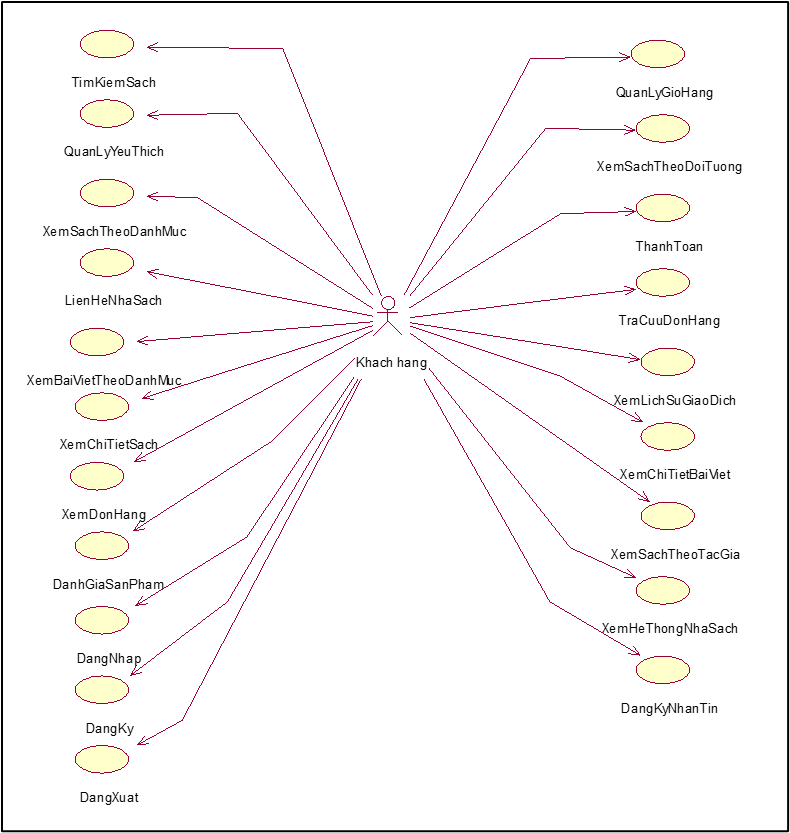 TimKiemSach
QuanLyYeuThich
XemSachTheoDanhMuc
LienHeNhaSach
XemBaiVietTheoDanhMuc
XemChiTietSach
XemDonHang
DanhGiaSanPham
DangNhap
DangKy
DangXuat
Khach hang
QuanLyGioHang
XemSachTheoDoiTuong
ThanhToan
TraCuuDonHang
XemLichSuGiaoDich
XemChiTietBaiViet
XemSachTheoTacGia
XemHeThongNhaSach
DangKyNhanTin